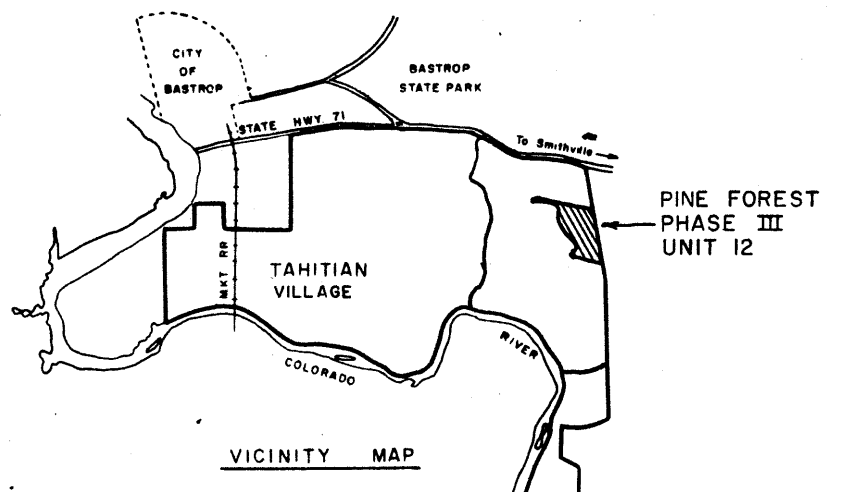 CITY
OF
BASTROP
BASTROP
STATE PARK
STATE HWY. 71
To Smithville
PINE FOREST
PHASE III
UNIT 12
MKT RR
TAHITIAN
VILLAGE
COLORADO
RIVER
VICINITY MAP